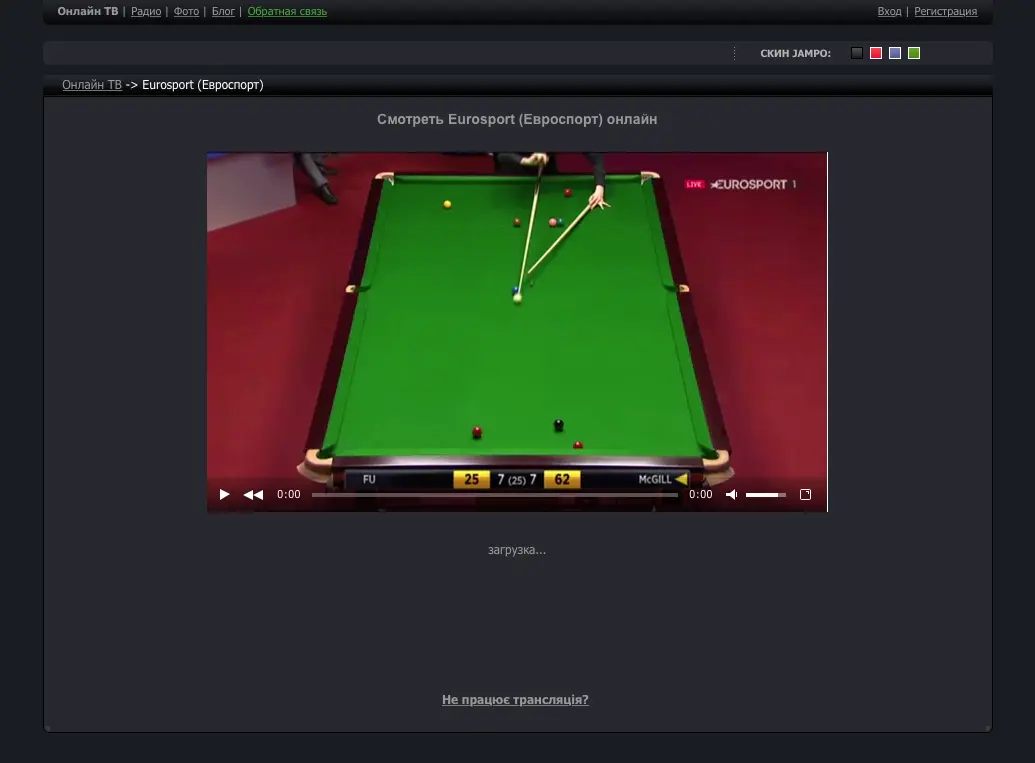 Онлайн ТВ | Радио | Фото | Блог | Обратная связь
Вход | Регистрация
СКИН JAMPO:
Онлайн ТВ -> Eurosport (Евроспорт)
Смотреть Eurosport (Евроспорт) онлайн
LIVE EUROSPORT 1
FU 25 7 (25) 7 62 McGILL
0:00 0:00
загрузка...
Не працює трансляція?